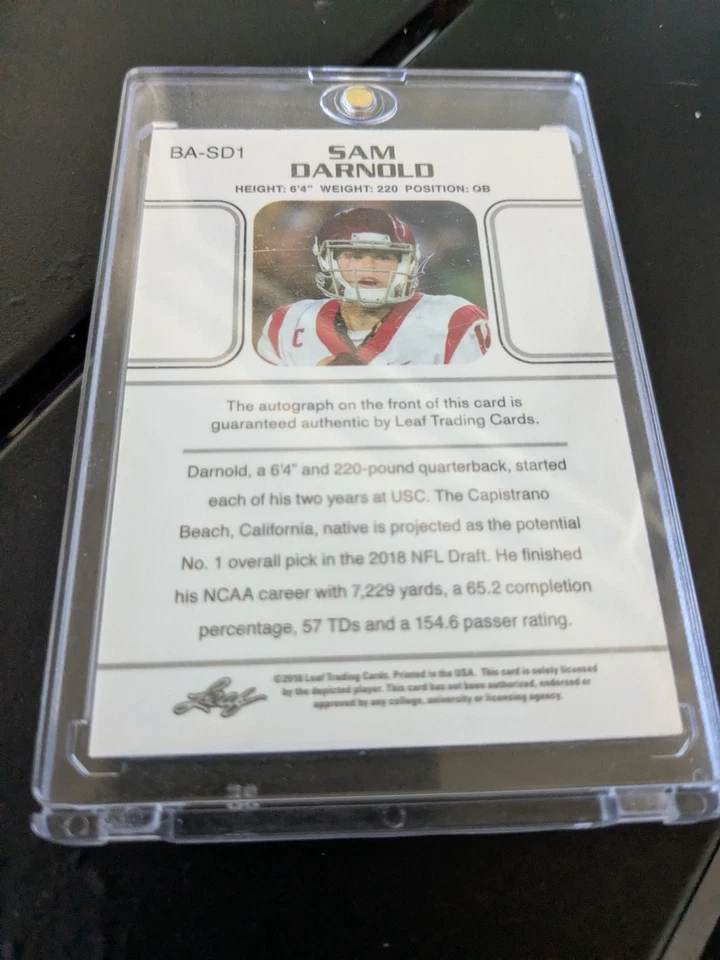 BA-SD1
SAM
DARNOLD
HEIGHT: 6'4" WEIGHT: 220 POSITION: QB
C
The autograph on the front of this card is
guaranteed authentic by Leaf Trading Cards.
Darnold, a 6'4" and 220-pound quarterback, started
each of his two years at USC. The Capistrano
Beach, California, native is projected as the potential
No. 1 overall pick in the 2018 NFL Draft. He finished
his NCAA career with 7,229 yards, a 65.2 completion
percentage, 57 TDs and a 154.6 passer rating.
Leaf
©2018 Leaf Trading Cards. Printed in the USA. This card is solely licensed
by the depicted player. This card has not been authorized, endorsed or
approved by any college, university or licensing agency.